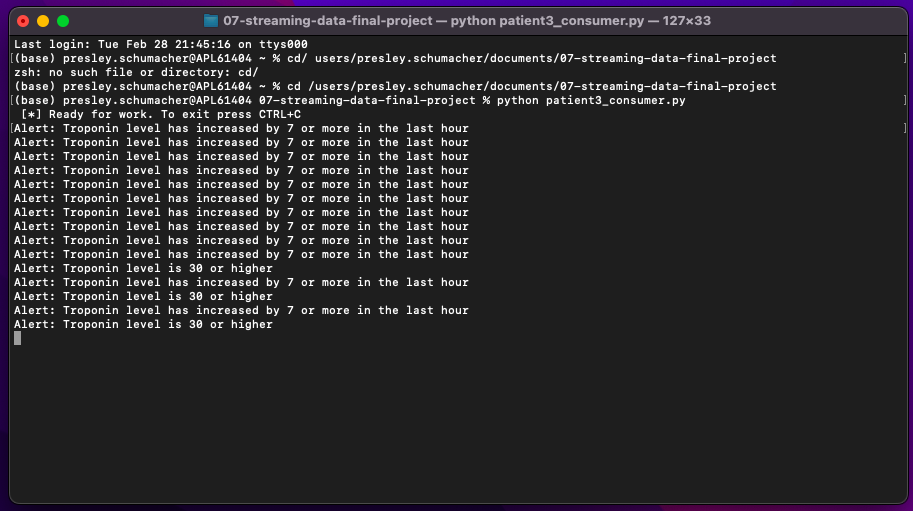 07-streaming-data-final-project — python patient3_consumer.py — 127×33
Last login: Tue Feb 28 21:45:16 on ttys000
[(base) presley.schumacher@APL61404 ~ % cd/ users/presley.schumacher/documents/07-streaming-data-final-project ]
zsh: no such file or directory: cd/
(base) presley.schumacher@APL61404 ~ % cd /users/presley.schumacher/documents/07-streaming-data-final-project
[(base) presley.schumacher@APL61404 07-streaming-data-final-project % python patient3_consumer.py ]
[*] Ready for work. To exit press CTRL+C
[Alert: Troponin level has increased by 7 or more in the last hour ]
Alert: Troponin level has increased by 7 or more in the last hour
Alert: Troponin level has increased by 7 or more in the last hour
Alert: Troponin level has increased by 7 or more in the last hour
Alert: Troponin level has increased by 7 or more in the last hour
Alert: Troponin level has increased by 7 or more in the last hour
Alert: Troponin level has increased by 7 or more in the last hour
Alert: Troponin level has increased by 7 or more in the last hour
Alert: Troponin level has increased by 7 or more in the last hour
Alert: Troponin level has increased by 7 or more in the last hour
Alert: Troponin level is 30 or higher
Alert: Troponin level has increased by 7 or more in the last hour
Alert: Troponin level is 30 or higher
Alert: Troponin level has increased by 7 or more in the last hour
Alert: Troponin level is 30 or higher